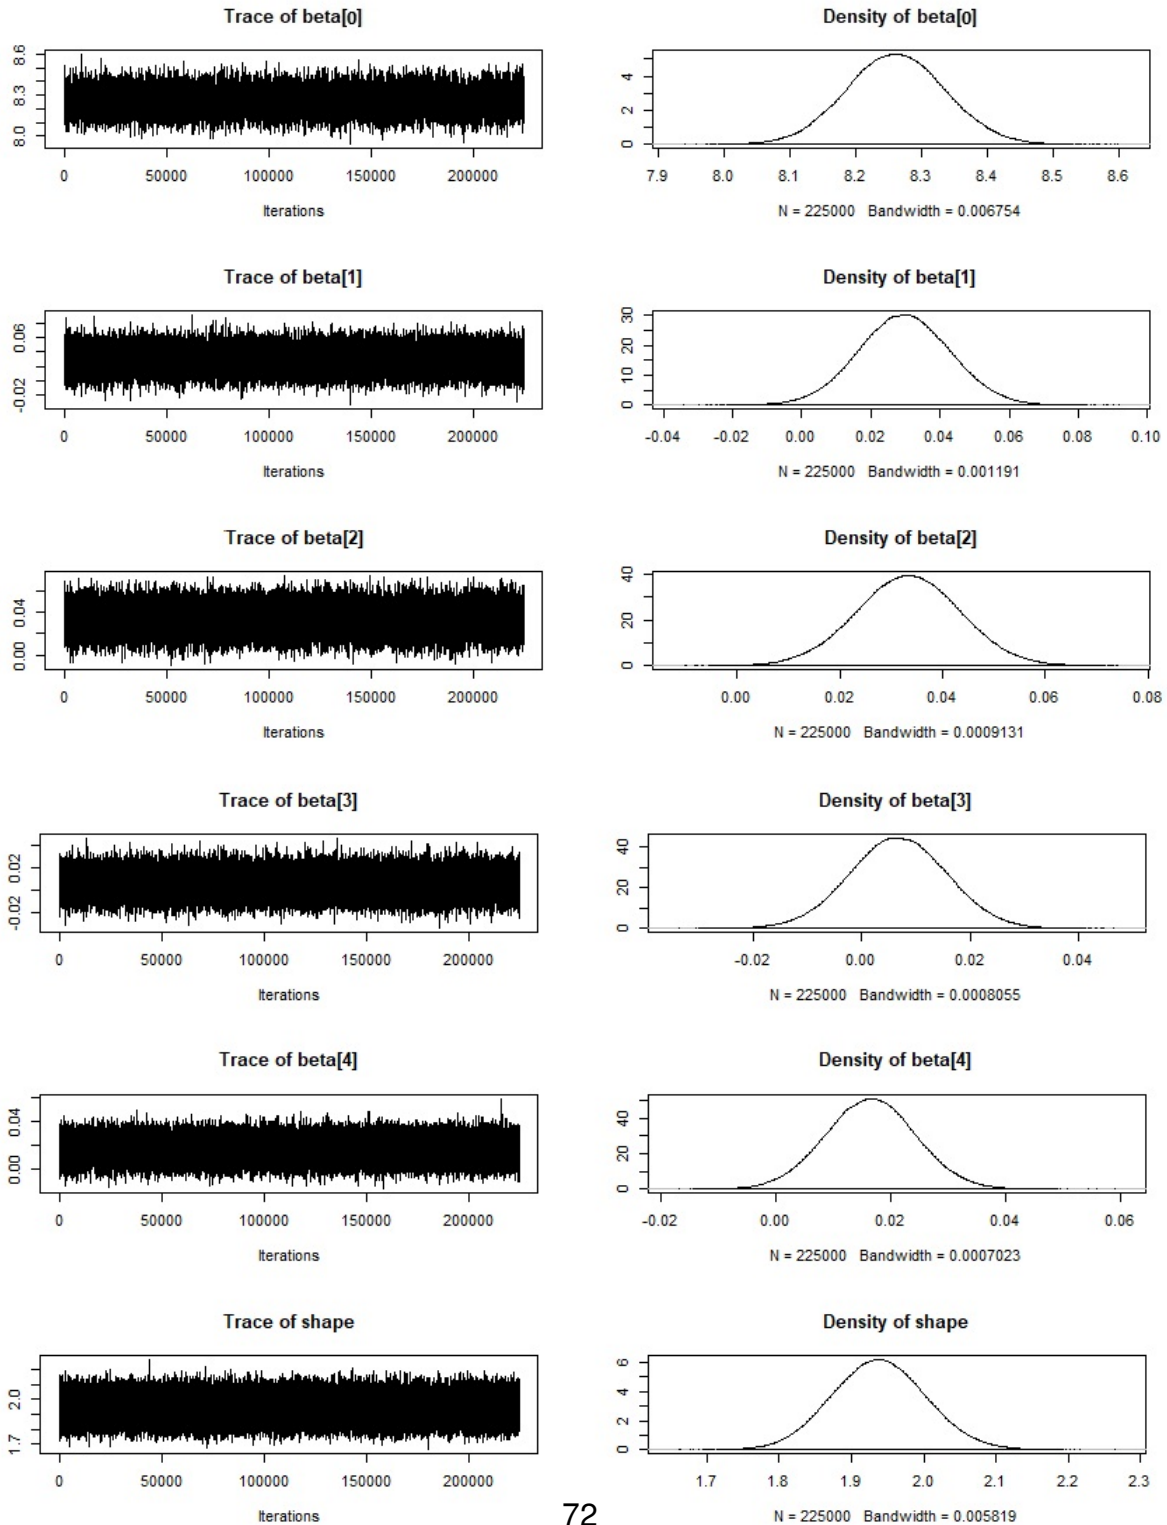 Trace of beta[0]
Density of beta[0]
8.0 8.3 8.6
0 2 4
0 50000 100000 150000 200000
7.9 8.0 8.1 8.2 8.3 8.4 8.5 8.6
Iterations
N = 225000 Bandwidth = 0.006754
Trace of beta[1]
Density of beta[1]
-0.02 0.06
0 10 20 30
0 50000 100000 150000 200000
-0.04 -0.02 0.00 0.02 0.04 0.06 0.08 0.10
Iterations
N = 225000 Bandwidth = 0.001191
Trace of beta[2]
Density of beta[2]
0.00 0.04
0 20 40
0 50000 100000 150000 200000
0.00 0.02 0.04 0.06 0.08
Iterations
N = 225000 Bandwidth = 0.0009131
Trace of beta[3]
Density of beta[3]
-0.02 0.02
0 20 40
0 50000 100000 150000 200000
-0.02 0.00 0.02 0.04
Iterations
N = 225000 Bandwidth = 0.0008055
Trace of beta[4]
Density of beta[4]
0.00 0.04
0 20 40
0 50000 100000 150000 200000
-0.02 0.00 0.02 0.04 0.06
Iterations
N = 225000 Bandwidth = 0.0007023
Trace of shape
Density of shape
1.7 2.0
0 2 4 6
0 50000 100000 150000 200000
1.7 1.8 1.9 2.0 2.1 2.2 2.3
Iterations
N = 225000 Bandwidth = 0.005819
72